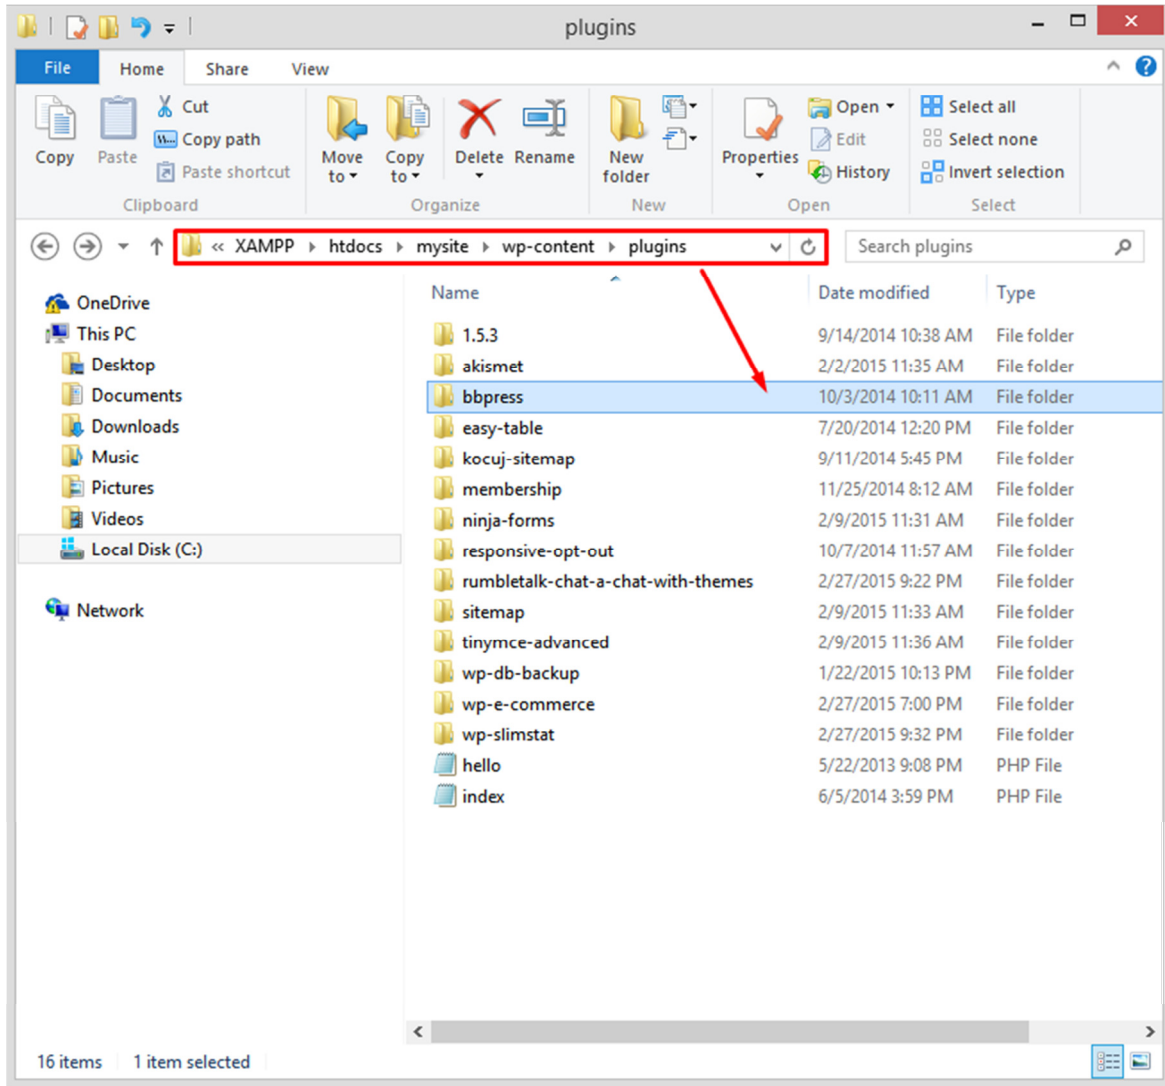 plugins
File Home Share View
Copy
Paste
Cut
Copy path
Paste shortcut
Clipboard
Move to
Copy to
Delete
Rename
Organize
New folder
New
Properties
Open
Edit
History
Open
Select all
Select none
Invert selection
Select
« XAMPP htdocs mysite wp-content plugins
Search plugins
OneDrive
This PC
Desktop
Documents
Downloads
Music
Pictures
Videos
Local Disk (C:)
Network
Name Date modified Type
1.5.3 9/14/2014 10:38 AM File folder
akismet 2/2/2015 11:35 AM File folder
bbpress 10/3/2014 10:11 AM File folder
easy-table 7/20/2014 12:20 PM File folder
kocuj-sitemap 9/11/2014 5:45 PM File folder
membership 11/25/2014 8:12 AM File folder
ninja-forms 2/9/2015 11:31 AM File folder
responsive-opt-out 10/7/2014 11:57 AM File folder
rumbletalk-chat-a-chat-with-themes 2/27/2015 9:22 PM File folder
sitemap 2/9/2015 11:33 AM File folder
tinymce-advanced 2/9/2015 11:36 AM File folder
wp-db-backup 1/22/2015 10:13 PM File folder
wp-e-commerce 2/27/2015 7:00 PM File folder
wp-slimstat 2/27/2015 9:32 PM File folder
hello 5/22/2013 9:08 PM PHP File
index 6/5/2014 3:59 PM PHP File
16 items 1 item selected